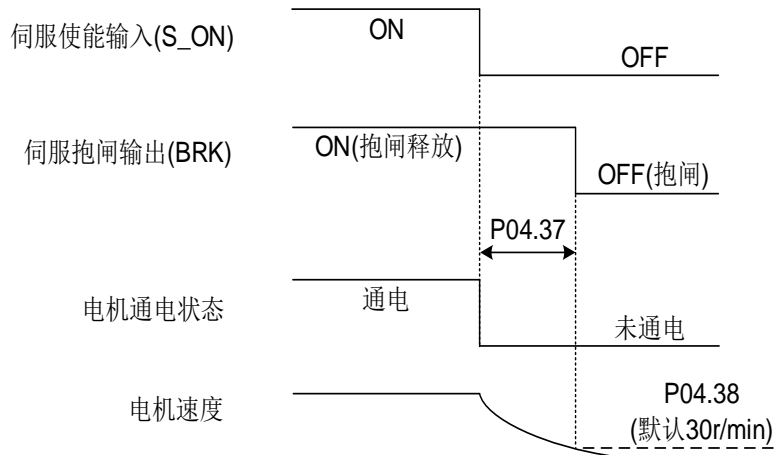 伺服使能输入(S_ON)
ON
OFF
伺服抱闸输出(BRK)
ON(抱闸释放)
OFF(抱闸)
P04.37
电机通电状态
通电
未通电
电机速度
P04.38
(默认30r/min)